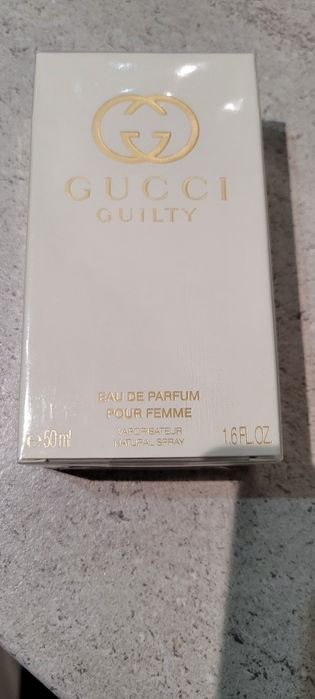 GUCCI
GUILTY
EAU DE PARFUM
POUR FEMME
VAPORISATEUR
NATURAL SPRAY
℮50 ml
1.6 FL.OZ.